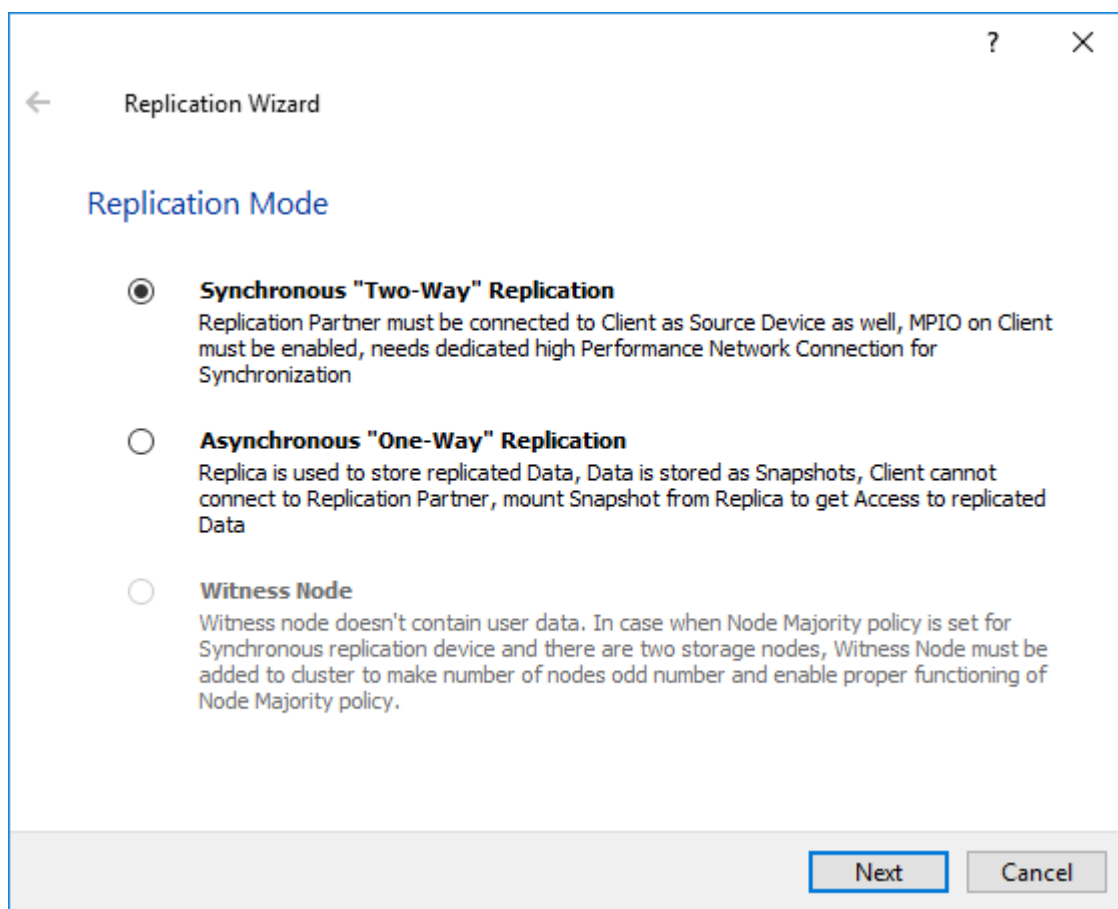 ?
Replication Wizard
Replication Mode
Synchronous "Two-Way" Replication
Replication Partner must be connected to Client as Source Device as well, MPIO on Client
must be enabled, needs dedicated high Performance Network Connection for
Synchronization
Asynchronous "One-Way" Replication
Replica is used to store replicated Data, Data is stored as Snapshots, Client cannot
connect to Replication Partner, mount Snapshot from Replica to get Access to replicated
Data
Witness Node
Witness node doesn't contain user data. In case when Node Majority policy is set for
Synchronous replication device and there are two storage nodes, Witness Node must be
added to cluster to make number of nodes odd number and enable proper functioning of
Node Majority policy.
Next Cancel